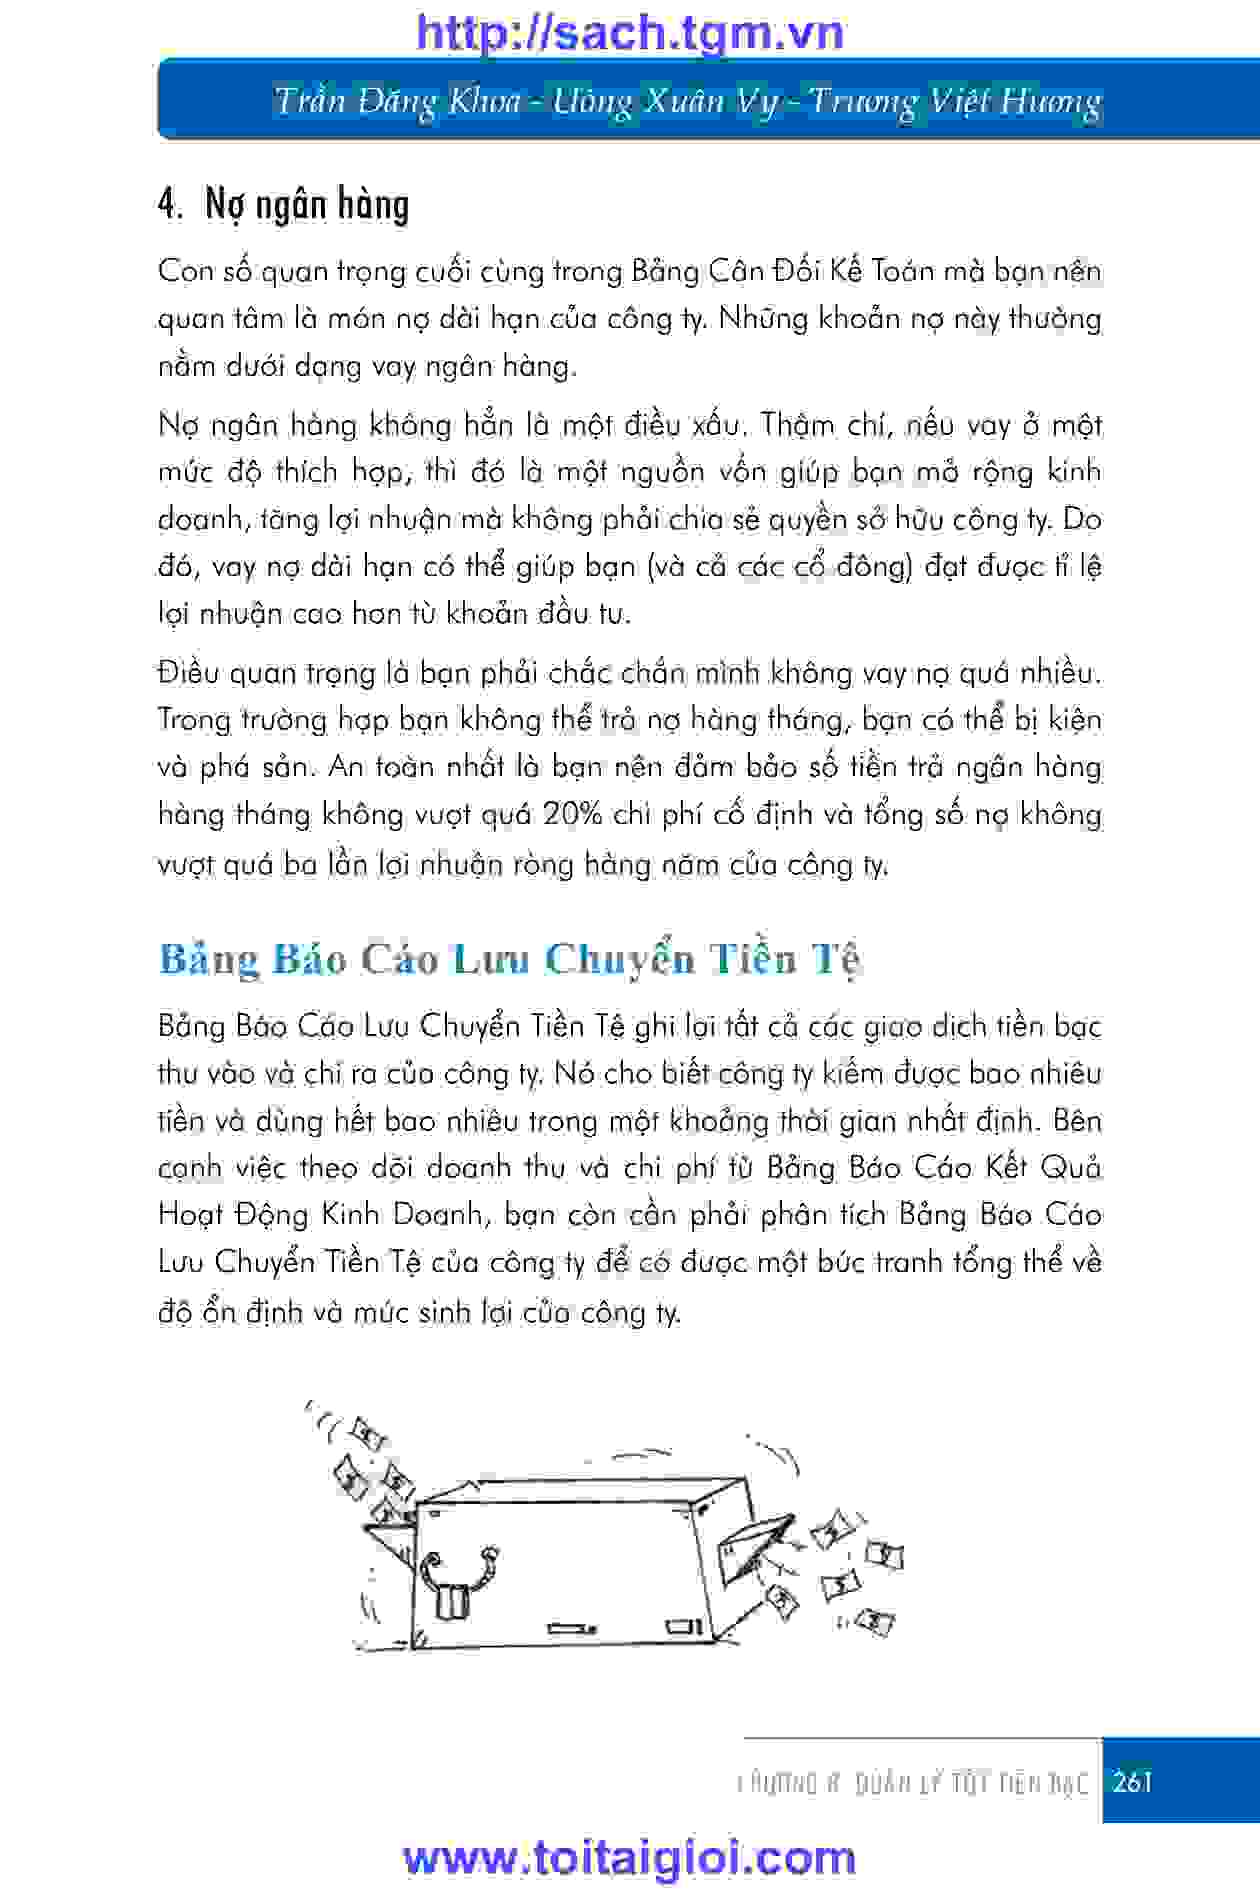 http://sach.tgm.vn
Trần Đăng Khoa - Uông Xuân Vy - Trương Việt Hương
4. Nợ ngân hàng
Con số quan trọng cuối cùng trong Bảng Cân Đối Kế Toán mà bạn nên
quan tâm là món nợ dài hạn của công ty. Những khoản nợ này thường
nằm dưới dạng vay ngân hàng.
Nợ ngân hàng không hẳn là một điều xấu. Thậm chí, nếu vay ở một
mức độ thích hợp, thì đó là một nguồn vốn giúp bạn mở rộng kinh
doanh, tăng lợi nhuận mà không phải chia sẻ quyền sở hữu công ty. Do
đó, vay nợ dài hạn có thể giúp bạn (và cả các cổ đông) đạt được tỉ lệ
lợi nhuận cao hơn từ khoản đầu tư.
Điều quan trọng là bạn phải chắc chắn mình không vay nợ quá nhiều.
Trong trường hợp bạn không thể trả nợ hàng tháng, bạn có thể bị kiện
và phá sản. An toàn nhất là bạn nên đảm bảo số tiền trả ngân hàng
hàng tháng không vượt quá 20% chi phí cố định và tổng số nợ không
vượt quá ba lần lợi nhuận ròng hàng năm của công ty.
Bảng Báo Cáo Lưu Chuyển Tiền Tệ
Bảng Báo Cáo Lưu Chuyển Tiền Tệ ghi lại tất cả các giao dịch tiền bạc
thu vào và chi ra của công ty. Nó cho biết công ty kiếm được bao nhiêu
tiền và dùng hết bao nhiêu trong một khoảng thời gian nhất định. Bên
cạnh việc theo dõi doanh thu và chi phí từ Bảng Báo Cáo Kết Quả
Hoạt Động Kinh Doanh, bạn còn cần phải phân tích Bảng Báo Cáo
Lưu Chuyển Tiền Tệ của công ty để có được một bức tranh tổng thể về
độ ổn định và mức sinh lợi của công ty.
CHƯƠNG 8: QUẢN LÝ TỐT TIỀN BẠC 261
www.toitaigioi.com